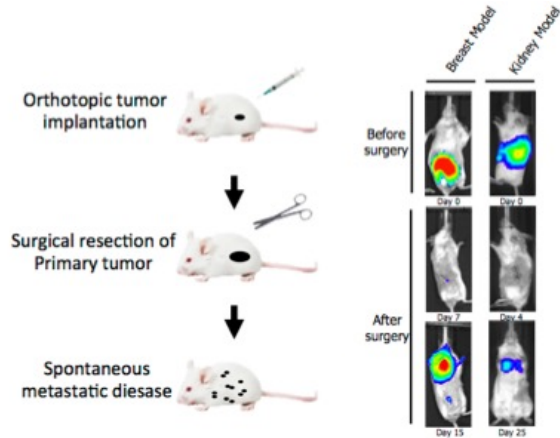 Orthotopic tumor
implantation
Surgical resection of
Primary tumor
Spontaneous
metastatic diesase
Breast Model
Kidney Model
Before
surgery
Day 0
Day 0
After
surgery
Day 7
Day 4
Day 15
Day 25